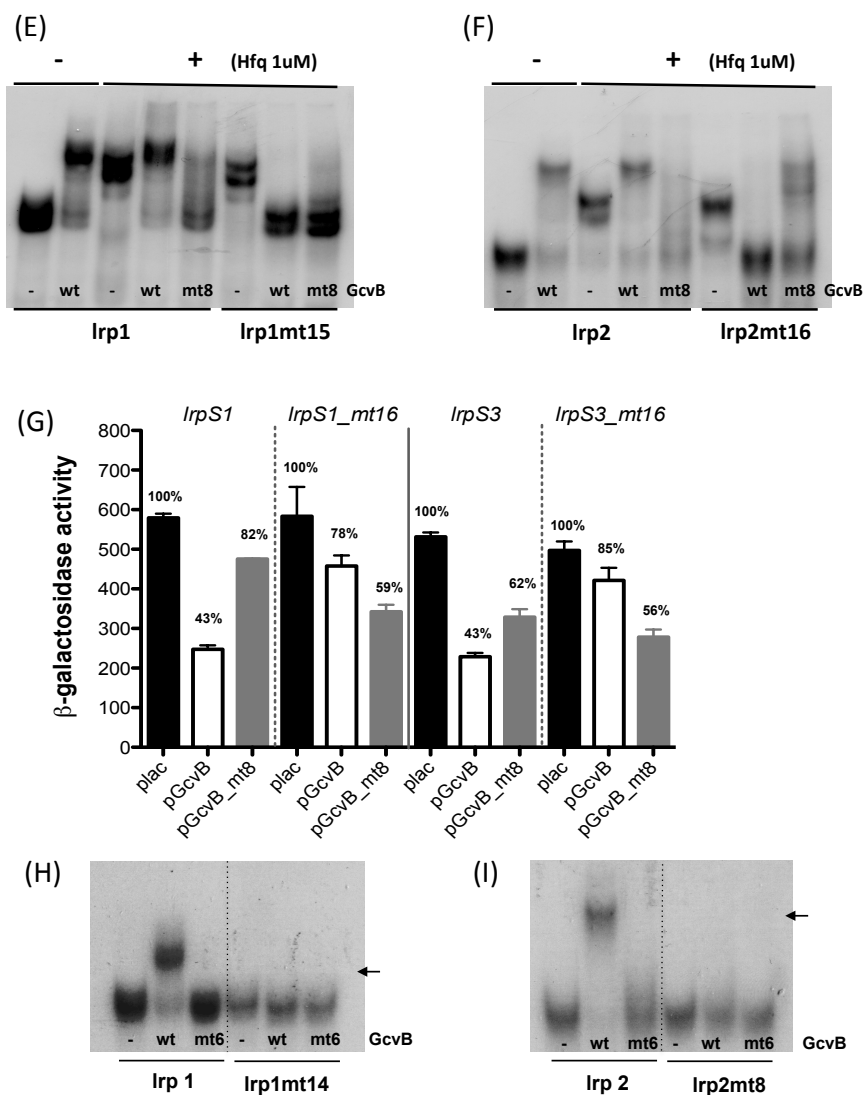 (E)
- + (Hfq 1uM)
- wt - wt mt8 - wt mt8 GcvB
lrp1 lrp1mt15
(F)
- + (Hfq 1uM)
- wt - wt mt8 - wt mt8 GcvB
lrp2 lrp2mt16
(G)
lrpS1 lrpS1_mt16 lrpS3 lrpS3_mt16
β-galactosidase activity
800
700
600
500
400
300
200
100
0
100% 43% 82% 100% 78% 59% 100% 43% 62% 100% 85% 56%
plac pGcvB pGcvB_mt8 plac pGcvB pGcvB_mt8 plac pGcvB pGcvB_mt8 plac pGcvB pGcvB_mt8
(H)
- wt mt6 - wt mt6 GcvB
lrp 1 lrp1mt14
(I)
- wt mt6 - wt mt6 GcvB
lrp 2 lrp2mt8